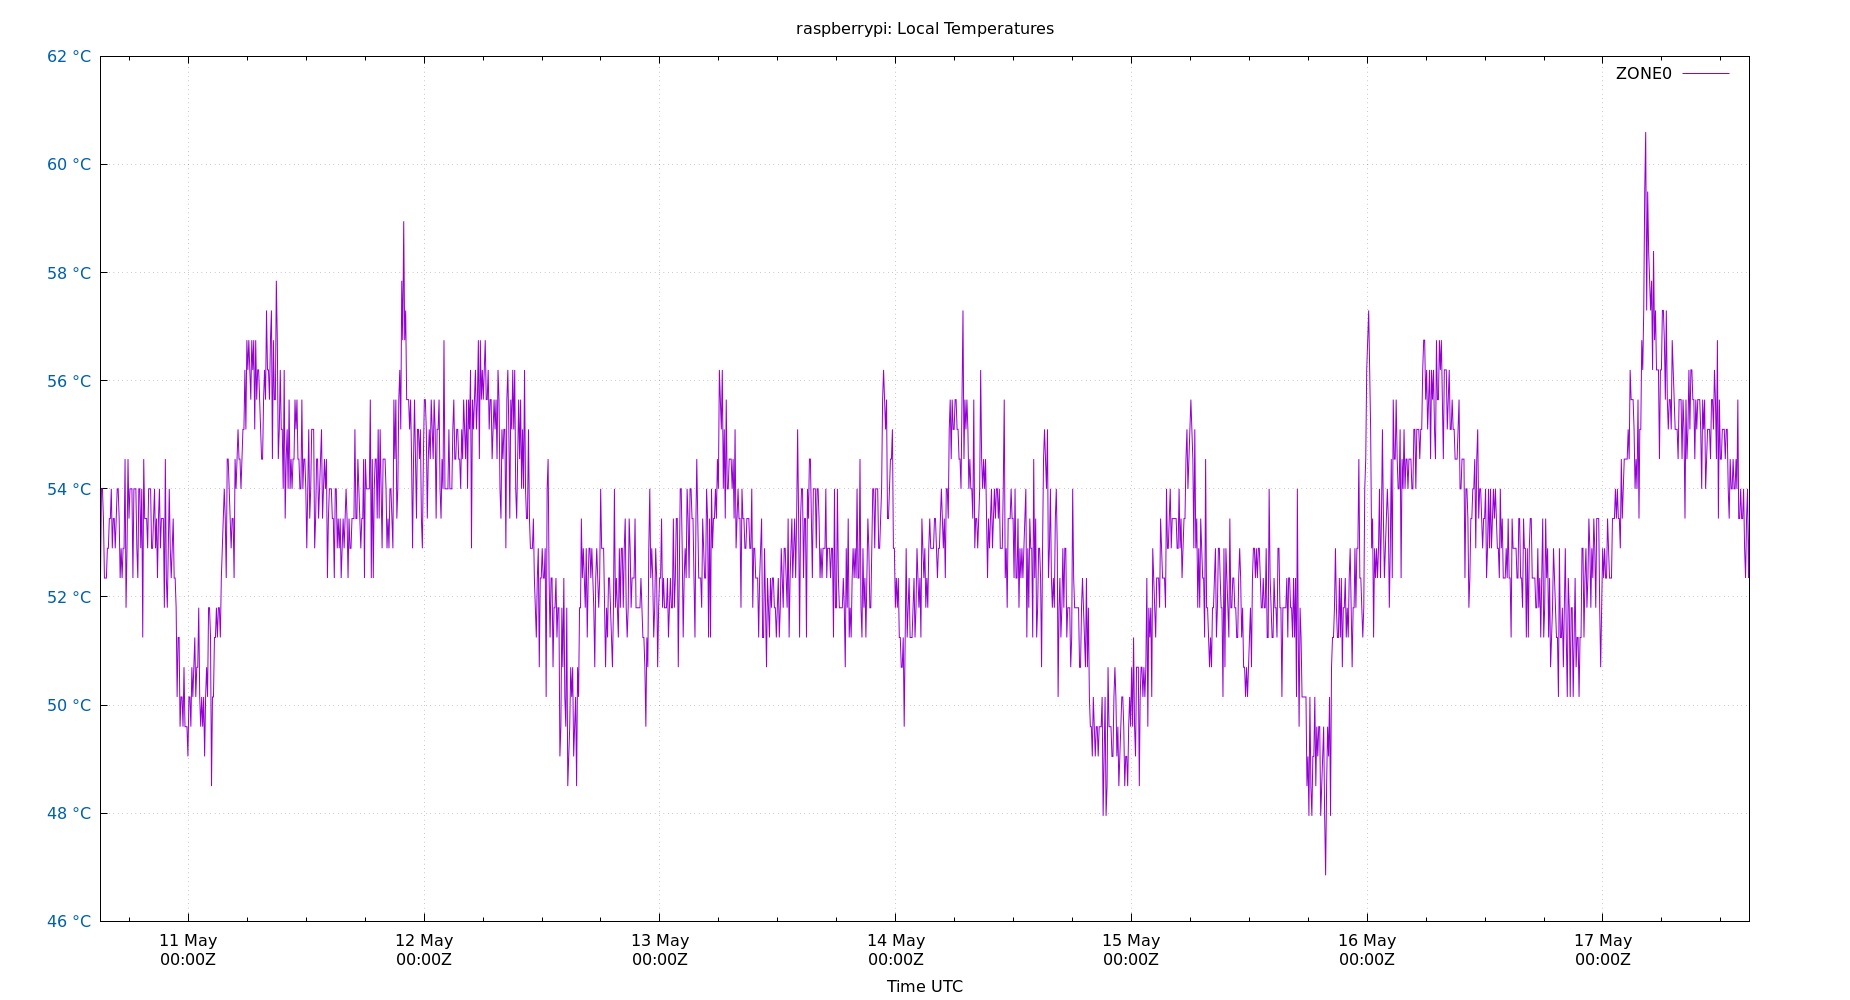 raspberrypi: Local Temperatures
62 °C
ZONE0
60 °C
58 °C
56 °C
54 °C
52 °C
50 °C
48 °C
46 °C
11 May 12 May 13 May 14 May 15 May 16 May 17 May
00:00Z 00:00Z 00:00Z 00:00Z 00:00Z 00:00Z 00:00Z
Time UTC